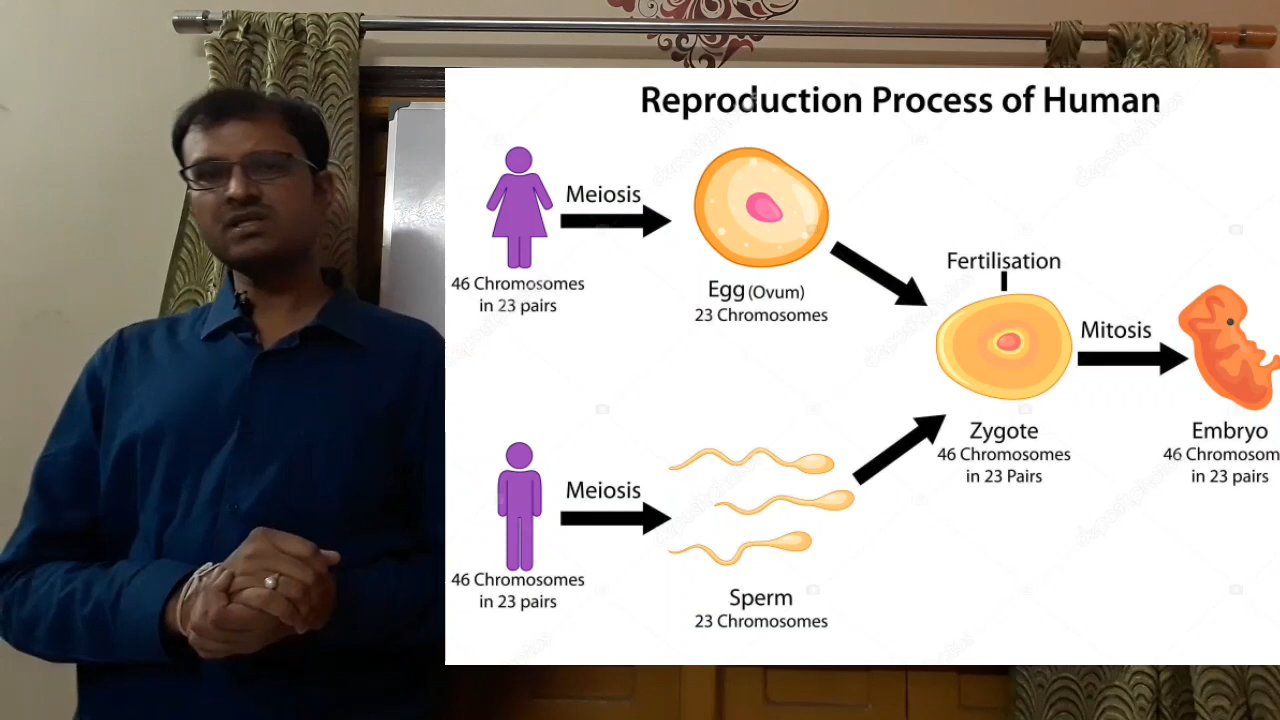 Reproduction Process of Human
Meiosis
46 Chromosomes
in 23 pairs
Egg (Ovum)
23 Chromosomes
Fertilisation
Mitosis
Zygote
46 Chromosomes
in 23 Pairs
Embryo
46 Chromosom
in 23 pairs
Meiosis
46 Chromosomes
in 23 pairs
Sperm
23 Chromosomes
depositphotos